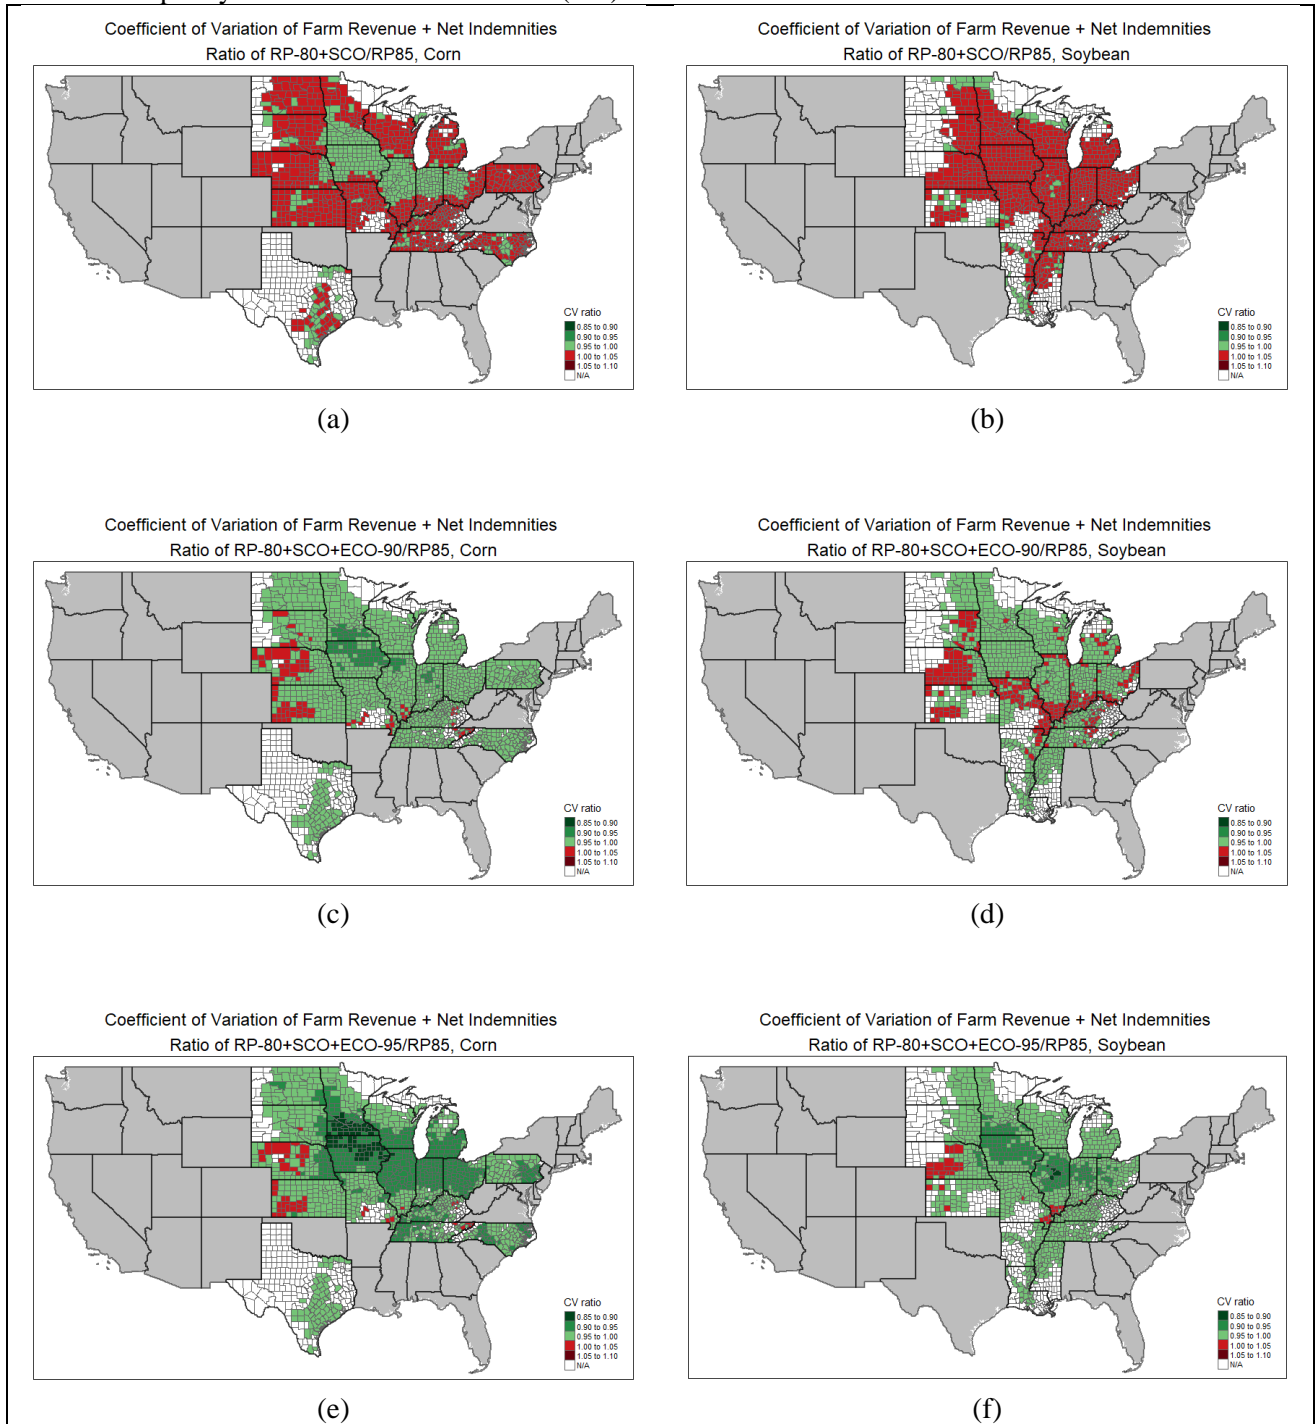 Coefficient of Variation of Farm Revenue + Net Indemnities
Ratio of RP-80+SCO/RP85, Corn
CV ratio
0.85 to 0.90
0.90 to 0.95
0.95 to 1.00
1.00 to 1.05
1.05 to 1.10
N/A
(a)
Coefficient of Variation of Farm Revenue + Net Indemnities
Ratio of RP-80+SCO/RP85, Soybean
CV ratio
0.85 to 0.90
0.90 to 0.95
0.95 to 1.00
1.00 to 1.05
1.05 to 1.10
N/A
(b)
Coefficient of Variation of Farm Revenue + Net Indemnities
Ratio of RP-80+SCO+ECO-90/RP85, Corn
CV ratio
0.85 to 0.90
0.90 to 0.95
0.95 to 1.00
1.00 to 1.05
1.05 to 1.10
N/A
(c)
Coefficient of Variation of Farm Revenue + Net Indemnities
Ratio of RP-80+SCO+ECO-90/RP85, Soybean
CV ratio
0.85 to 0.90
0.90 to 0.95
0.95 to 1.00
1.00 to 1.05
1.05 to 1.10
N/A
(d)
Coefficient of Variation of Farm Revenue + Net Indemnities
Ratio of RP-80+SCO+ECO-95/RP85, Corn
CV ratio
0.85 to 0.90
0.90 to 0.95
0.95 to 1.00
1.00 to 1.05
1.05 to 1.10
N/A
(e)
Coefficient of Variation of Farm Revenue + Net Indemnities
Ratio of RP-80+SCO+ECO-95/RP85, Soybean
CV ratio
0.85 to 0.90
0.90 to 0.95
0.95 to 1.00
1.00 to 1.05
1.05 to 1.10
N/A
(f)